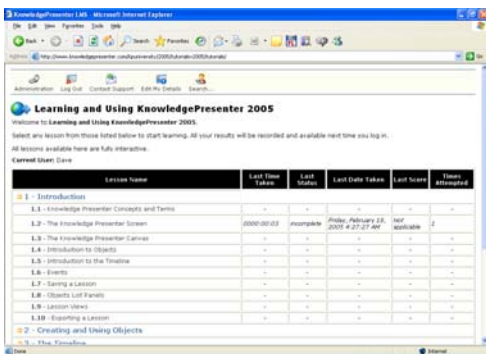 KnowledgePresenter LMS - Microsoft Internet Explorer
File Edit View Favorites Tools Help
Back Search Favorites
Address
Administration Log Out Contact Support Edit My Details Search...
Learning and Using KnowledgePresenter 2005
Welcome to Learning and Using KnowledgePresenter 2005.
Select any lesson from those listed below to start learning. All your results will be recorded and available next time you log in.
All lessons available here are fully interactive.
Current User: Dave
Lesson Name Last Time Taken Last Status Last Date Taken Last Score Times Attempted
1 - Introduction
1.1 - Knowledge Presenter Concepts and Terms - - - - -
1.2 - The Knowledge Presenter Screen 0000:00:03 incomplete Friday, February 18, 2005 4:27:27 AM Not applicable 1
1.3 - The Knowledge Presenter Canvas - - - - -
1.4 - Introduction to Objects - - - - -
1.5 - Introduction to the Timeline - - - - -
1.6 - Events - - - - -
1.7 - Saving a Lesson - - - - -
1.8 - Objects List Panels - - - - -
1.9 - Lesson Views - - - - -
1.10 - Exporting a Lesson - - - - -
2 - Creating and Using Objects
3 - The Timeline
Done Internet